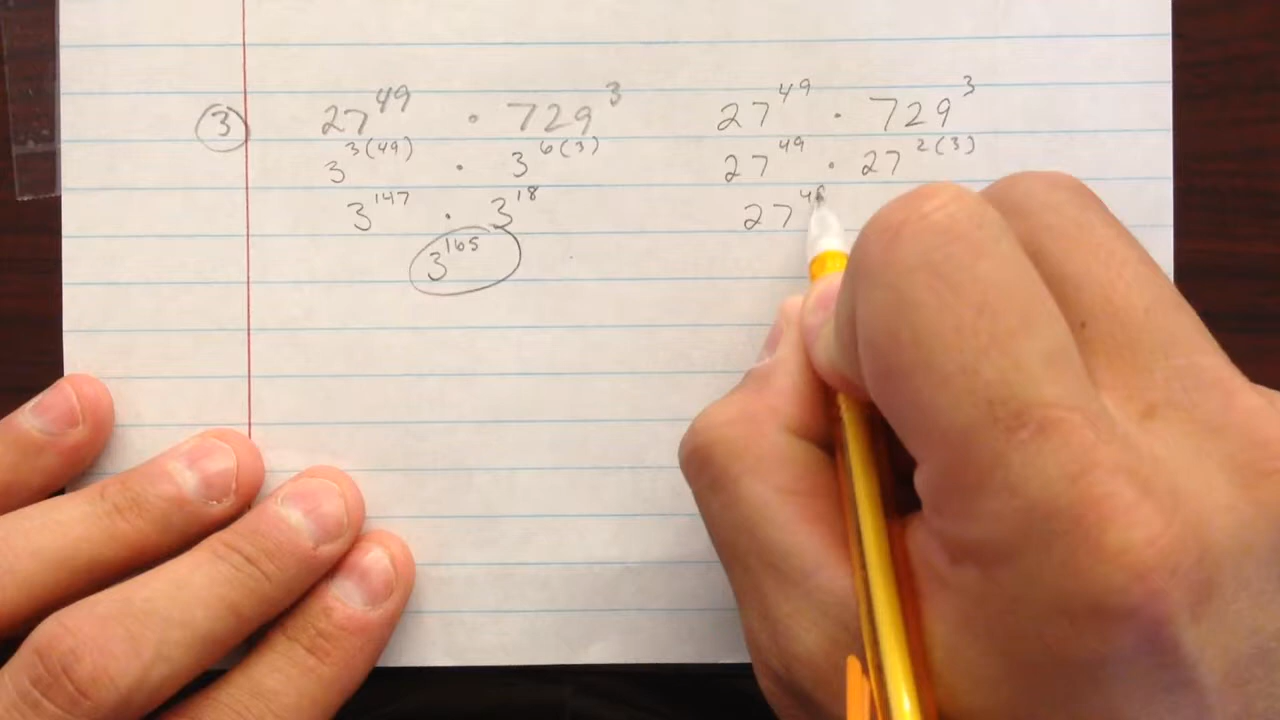 ③ 27^49 · 729^3
3^3(49) · 3^6(3)
3^147 · 3^18
3^165
27^49 · 729^3
27^49 · 27^2(3)
27^4